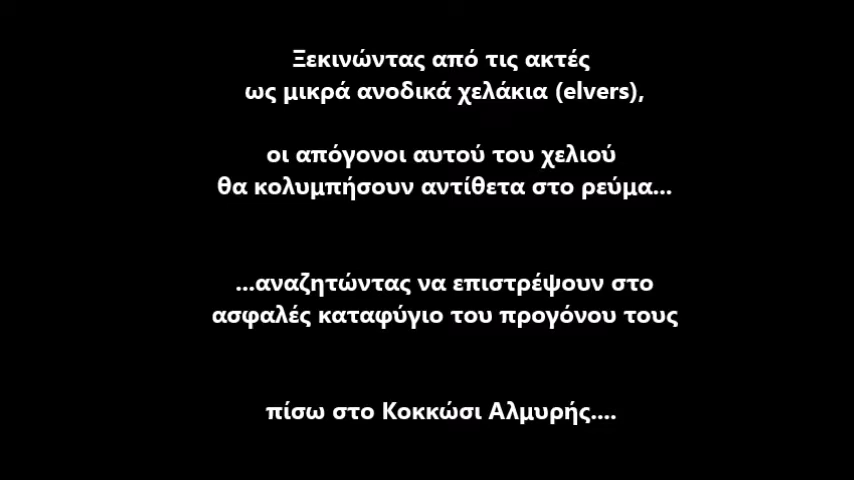 Ξεκινώντας από τις ακτές
ως μικρά ανοδικά χελάκια (elvers),
οι απόγονοι αυτού του χελιού
θα κολυμπήσουν αντίθετα στο ρεύμα...
...αναζητώντας να επιστρέψουν στο
ασφαλές καταφύγιο του προγόνου τους
πίσω στο Κοκκώσι Αλμυρής....